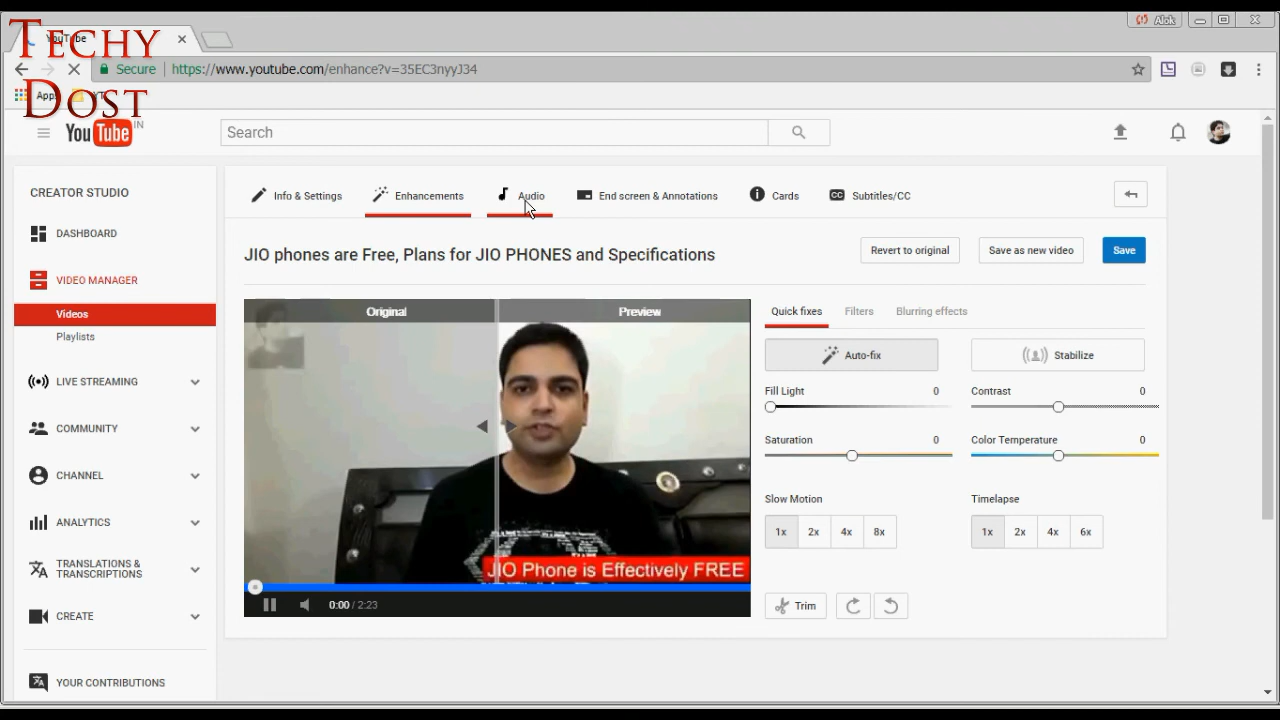 TECHY
DOST
YouTube
Alok
Secure
https://www.youtube.com/enhance?v=35EC3nyyJ34
Apps
YT
YouTube IN
Search
CREATOR STUDIO
DASHBOARD
VIDEO MANAGER
Videos
Playlists
LIVE STREAMING
COMMUNITY
CHANNEL
ANALYTICS
TRANSLATIONS &
TRANSCRIPTIONS
CREATE
YOUR CONTRIBUTIONS
Info & Settings
Enhancements
Audio
End screen & Annotations
Cards
CC Subtitles/CC
JIO phones are Free, Plans for JIO PHONES and Specifications
Revert to original
Save as new video
Save
Original
Preview
JIO Phone is Effectively FREE
0:00 / 2:23
Quick fixes
Filters
Blurring effects
Auto-fix
Stabilize
Fill Light 0
Contrast 0
Saturation 0
Color Temperature 0
Slow Motion
1x 2x 4x 8x
Timelapse
1x 2x 4x 6x
Trim